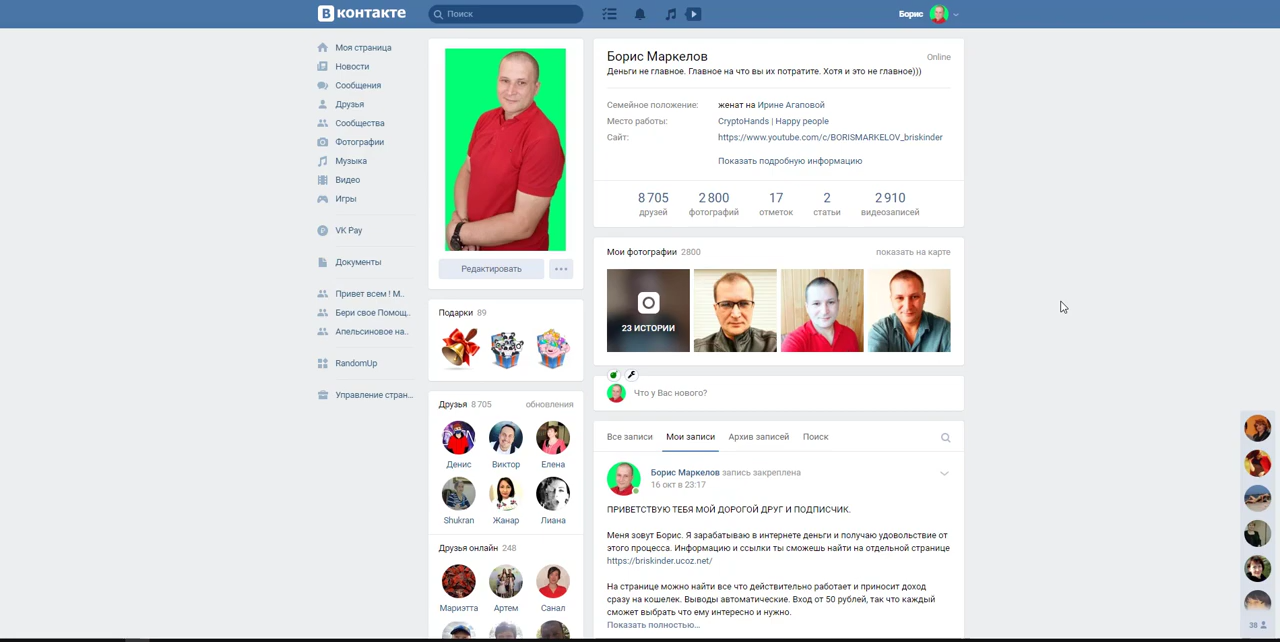 В контакте
Поиск
Борис
Моя страница
Новости
Сообщения
Друзья
Сообщества
Фотографии
Музыка
Видео
Игры
VK Pay
Документы
Привет всем ! М..
Бери свое Помощ..
Апельсиновое на..
RandomUp
Управление стран...
Редактировать
Подарки 89
Друзья 8 705 обновления
Денис Виктор Елена
Shukran Жанар Лиана
Друзья онлайн 248
Мариэтта Артем Санал
Борис Маркелов Online
Деньги не главное. Главное на что вы их потратите. Хотя и это не главное)))
Семейное положение: женат на Ирине Агаповой
Место работы: CryptoHands | Happy people
Сайт: https://www.youtube.com/c/BORISMARKELOV_briskinder
Показать подробную информацию
8 705 2 800 17 2 2 910
друзей фотографий отметок статьи видеозаписей
Мои фотографии 2800 показать на карте
23 ИСТОРИИ
Что у Вас нового?
Все записи Мои записи Архив записей Поиск
Борис Маркелов запись закреплена
16 окт в 23:17
ПРИВЕТСТВУЮ ТЕБЯ МОЙ ДОРОГОЙ ДРУГ И ПОДПИСЧИК.
Меня зовут Борис. Я зарабатываю в интернете деньги и получаю удовольствие от
этого процесса. Информацию и ссылки ты сможешь найти на отдельной странице
https://briskinder.ucoz.net/
На странице можно найти все что действительно работает и приносит доход
сразу на кошелек. Выводы автоматические. Вход от 50 рублей, так что каждый
сможет выбрать что ему интересно и нужно.
Показать полностью…
38